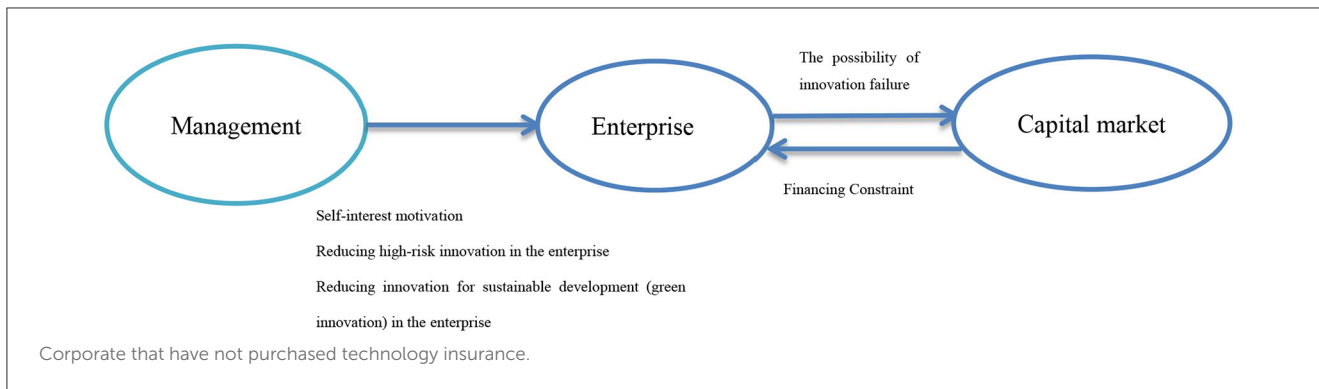 The possibility of
innovation failure
Management
Enterprise
Capital market
Financing Constraint
Self-interest motivation
Reducing high-risk innovation in the enterprise
Reducing innovation for sustainable development (green
innovation) in the enterprise
Corporate that have not purchased technology insurance.